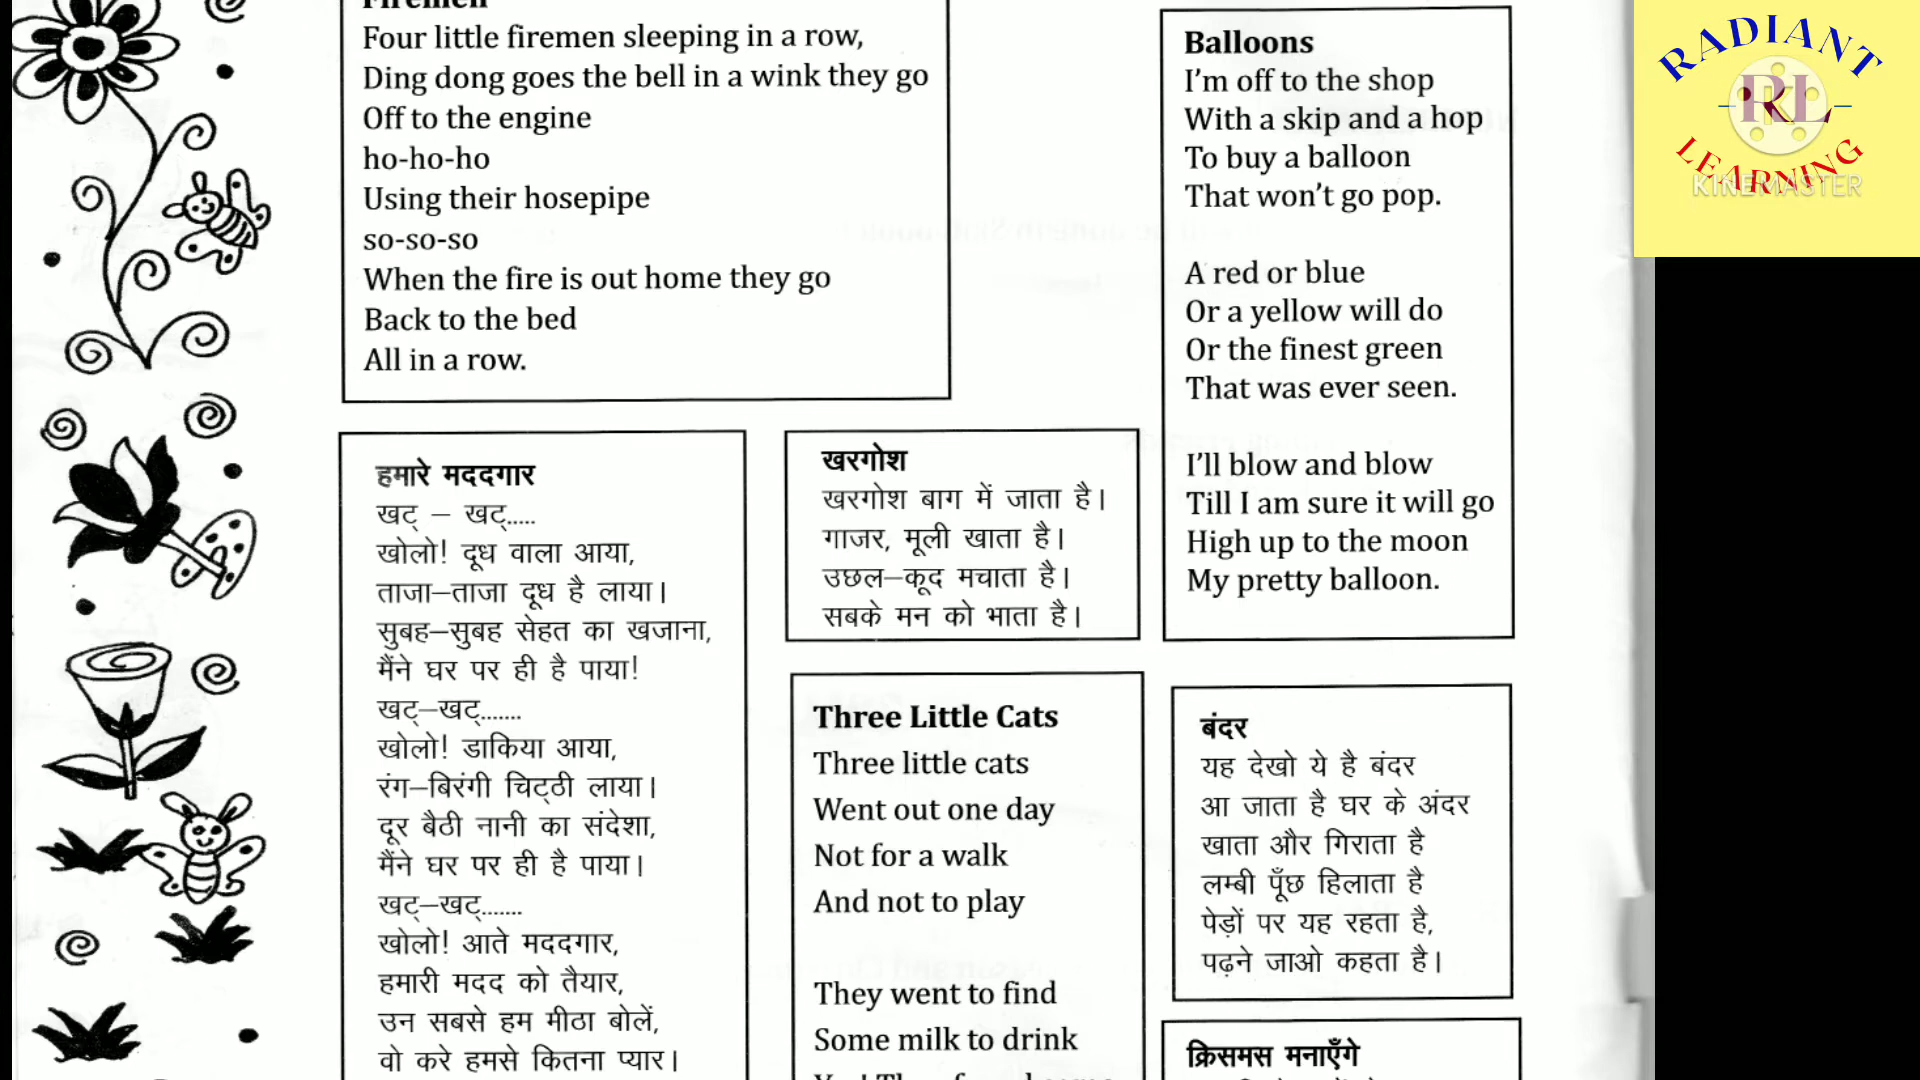 Firemen
Four little firemen sleeping in a row,
Ding dong goes the bell in a wink they go
Off to the engine
ho-ho-ho
Using their hosepipe
so-so-so
When the fire is out home they go
Back to the bed
All in a row.
Balloons
I'm off to the shop
With a skip and a hop
To buy a balloon
That won't go pop.
A red or blue
Or a yellow will do
Or the finest green
That was ever seen.
I'll blow and blow
Till I am sure it will go
High up to the moon
My pretty balloon.
हमारे मददगार
खट् – खट्.....
खोलो! दूध वाला आया,
ताजा–ताजा दूध है लाया।
सुबह–सुबह सेहत का खजाना,
मैंने घर पर ही है पाया!
खट्–खट्.......
खोलो! डाकिया आया,
रंग–बिरंगी चिट्ठी लाया।
दूर बैठी नानी का संदेशा,
मैंने घर पर ही है पाया।
खट्–खट्.......
खोलो! आते मददगार,
हमारी मदद को तैयार,
उन सबसे हम मीठा बोलें,
वो करे हमसे कितना प्यार।
खरगोश
खरगोश बाग में जाता है।
गाजर, मूली खाता है।
उछल–कूद मचाता है।
सबके मन को भाता है।
Three Little Cats
Three little cats
Went out one day
Not for a walk
And not to play
They went to find
Some milk to drink
बंदर
यह देखो ये है बंदर
आ जाता है घर के अंदर
खाता और गिराता है
लम्बी पूँछ हिलाता है
पेड़ों पर यह रहता है,
पढ़ने जाओ कहता है।
क्रिसमस मनाएँगे
RADIANT
RKL
LEARNING
KINEMASTER